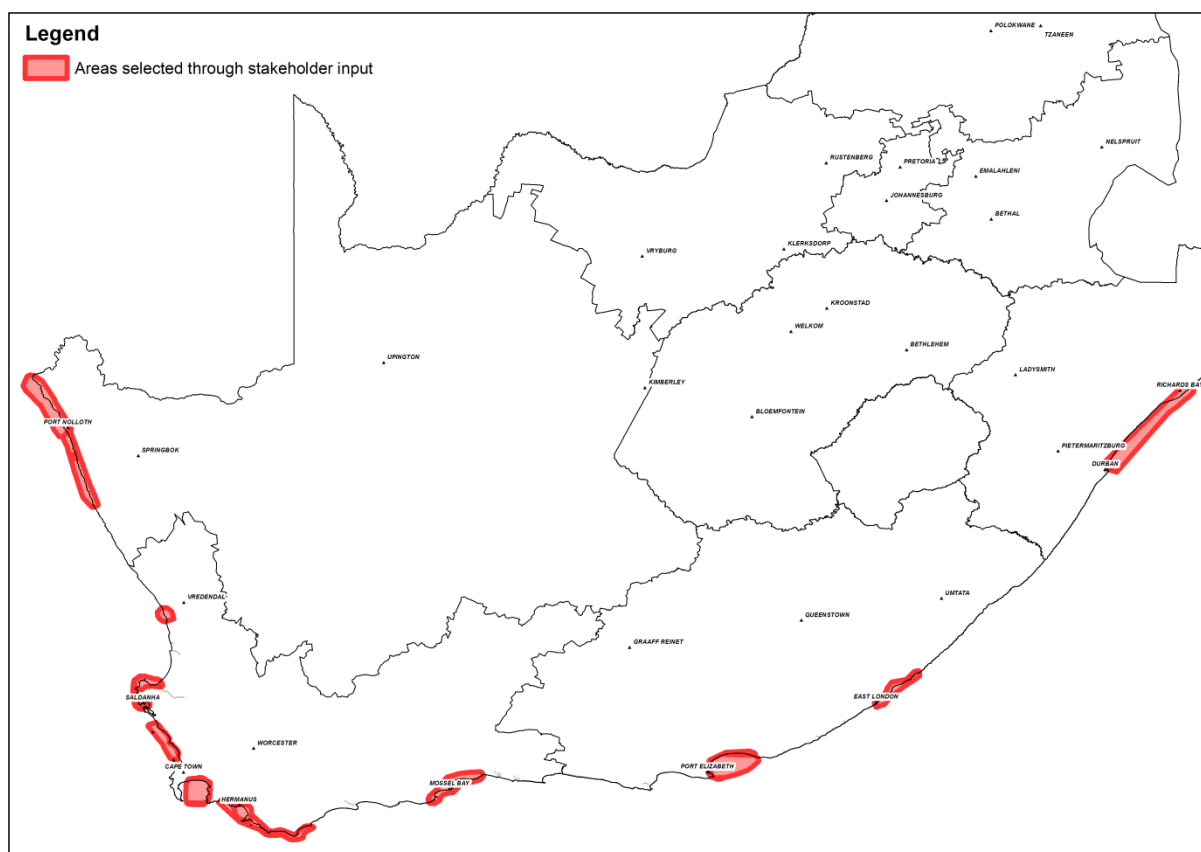 Legend
Areas selected through stakeholder input
POLOKWANE
TZANEEN
NELSPRUIT
RUSTENBERG
PRETORIA
EMALAHLENI
JOHANNESBURG
BETHAL
KLERKSDORP
VRYBURG
KROONSTAD
WELKOM
BETHLEHEM
UPINGTON
LADYSMITH
KIMBERLEY
RICHARDS BAY
BLOEMFONTEIN
PORT NOLLOTH
SPRINGBOK
PIETERMARITZBURG
DURBAN
VREDENDAL
UMTATA
QUEENSTOWN
GRAAFF REINET
SALDANHA
EAST LONDON
WORCESTER
CAPE TOWN
PORT ELIZABETH
MOSSEL BAY
HERMANUS